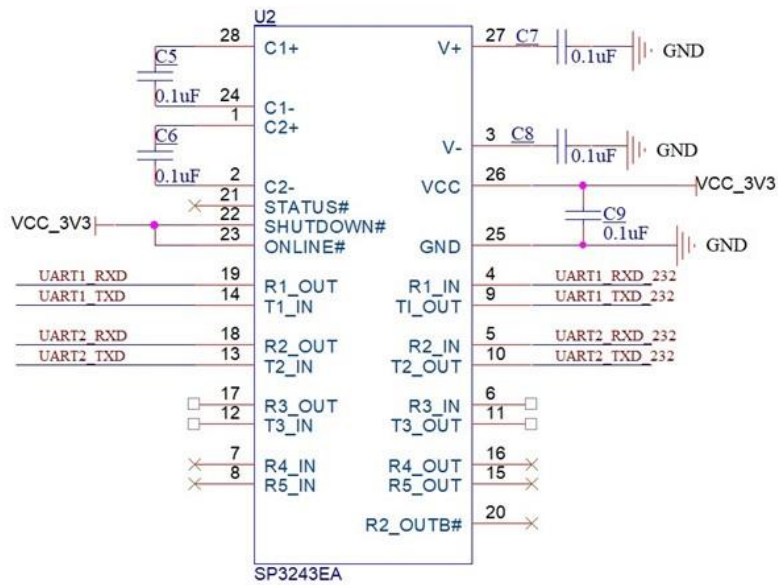 U2
28 C1+ V+ 27 C7 0.1uF GND
C5
0.1uF
24 C1-
1 C2+
C6
0.1uF
V- 3 C8 0.1uF GND
2 C2- VCC 26 VCC_3V3
21 STATUS#
VCC_3V3 22 SHUTDOWN# C9
0.1uF
23 ONLINE# GND 25 GND
UART1_RXD 19 R1_OUT R1_IN 4 UART1_RXD_232
UART1_TXD 14 T1_IN TI_OUT 9 UART1_TXD_232
UART2_RXD 18 R2_OUT R2_IN 5 UART2_RXD_232
UART2_TXD 13 T2_IN T2_OUT 10 UART2_TXD_232
17 R3_OUT R3_IN 6
12 T3_IN T3_OUT 11
7 R4_IN R4_OUT 16
8 R5_IN R5_OUT 15
R2_OUTB# 20
SP3243EA